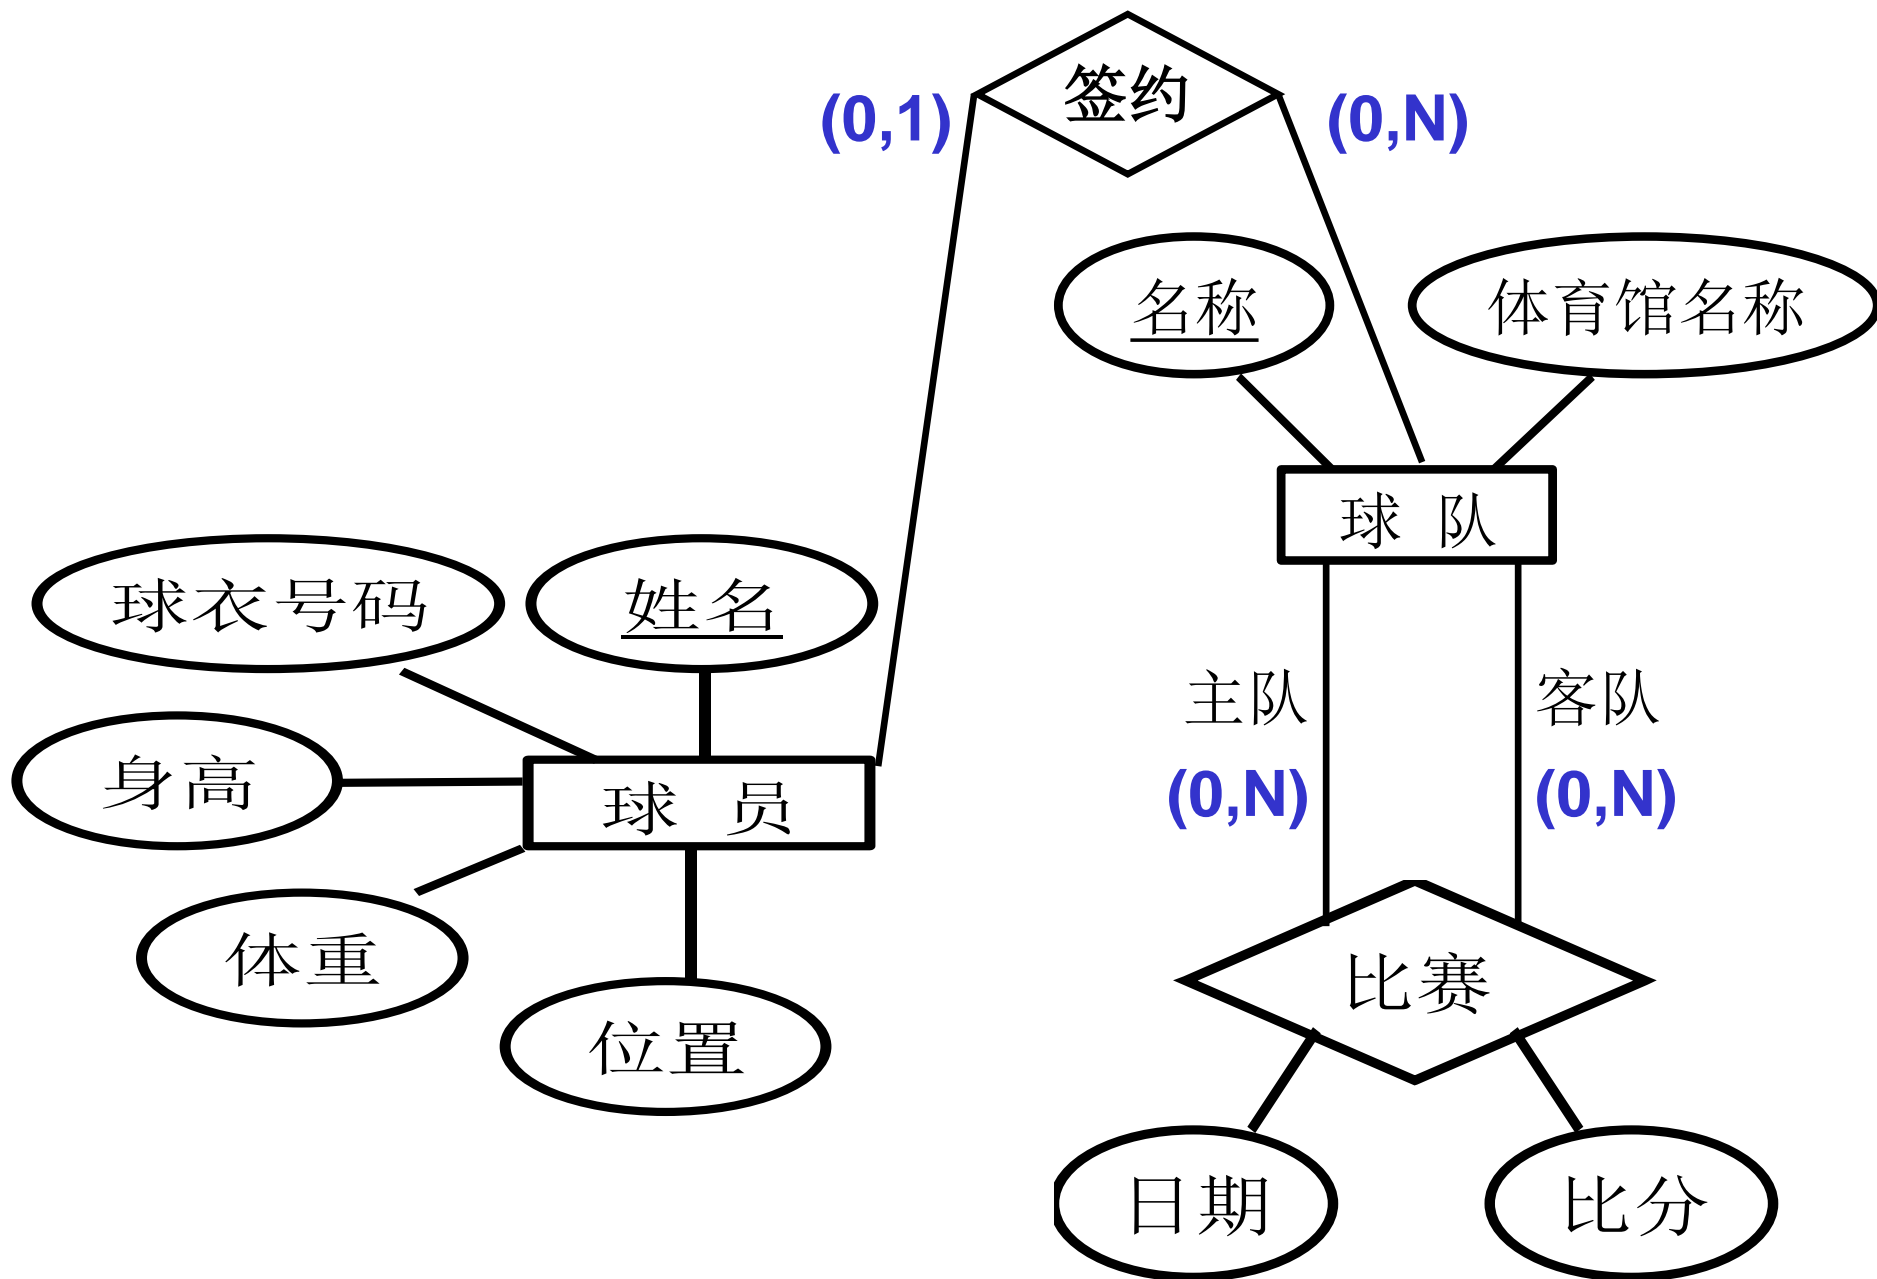 签约
(0,1)
(0,N)
名称
体育馆名称
球 队
球衣号码
姓名
主队
客队
身高
球 员
(0,N)
(0,N)
体重
比赛
位置
日期
比分